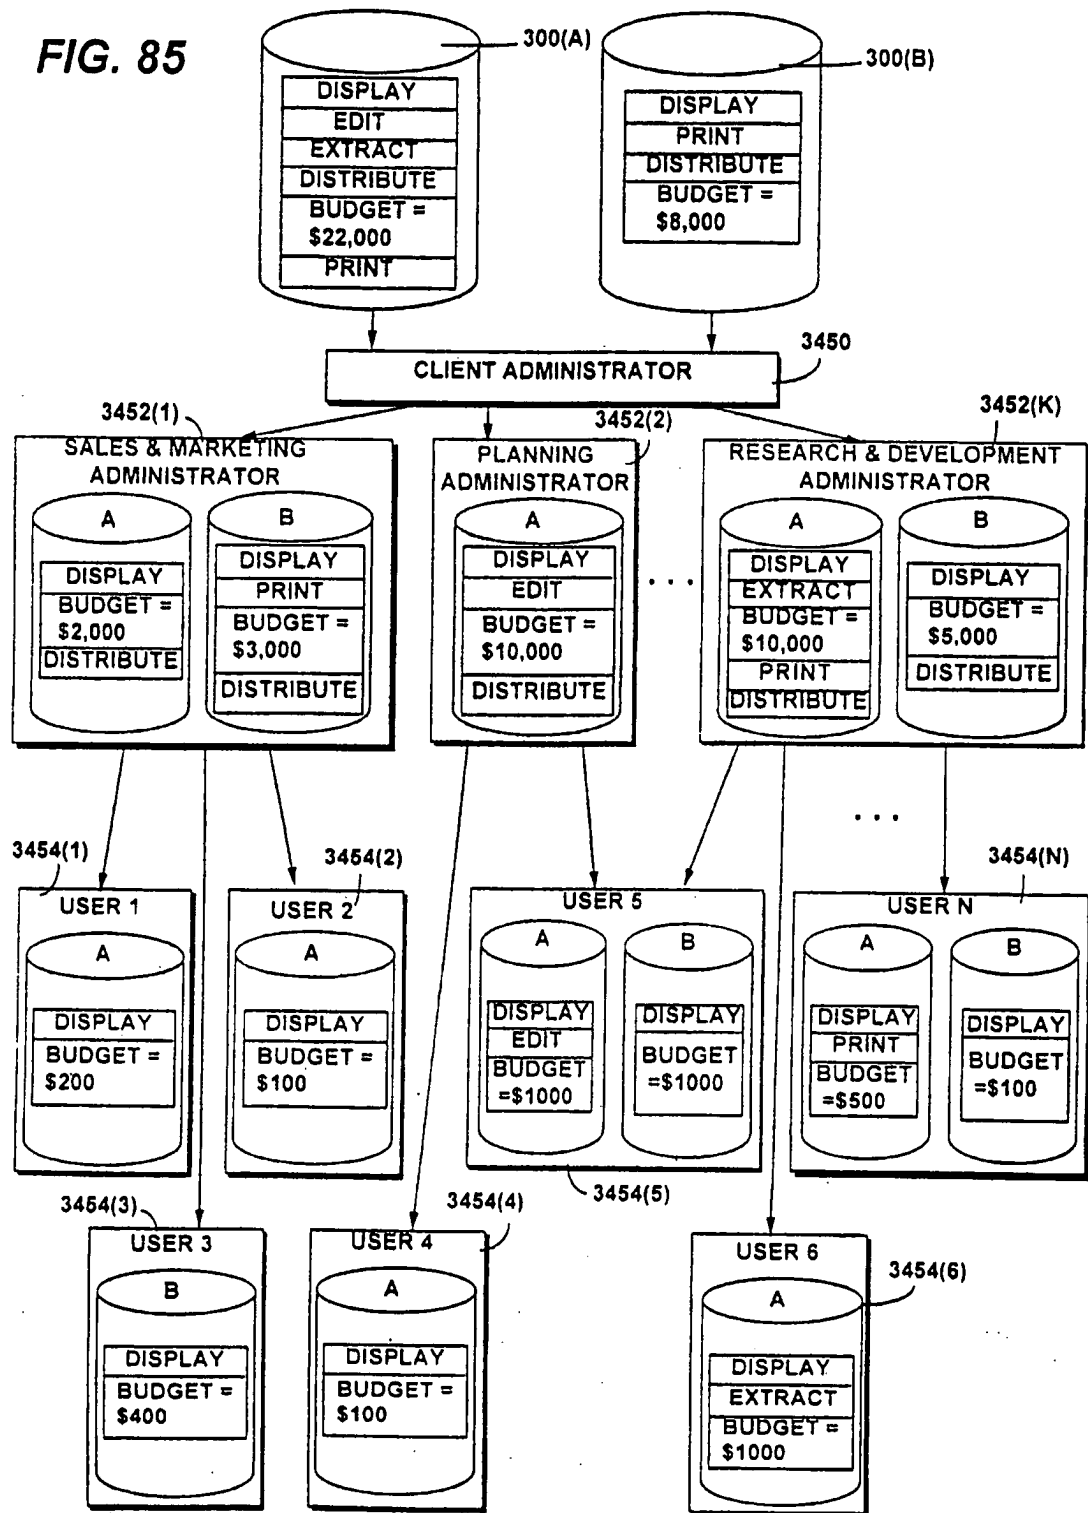 FIG. 85
300(A)
DISPLAY
EDIT
EXTRACT
DISTRIBUTE
BUDGET =
$22,000
PRINT
300(B)
DISPLAY
PRINT
DISTRIBUTE
BUDGET =
$8,000
3450
CLIENT ADMINISTRATOR
3452(1)
SALES & MARKETING
ADMINISTRATOR
A
DISPLAY
BUDGET =
$2,000
DISTRIBUTE
B
DISPLAY
PRINT
BUDGET =
$3,000
DISTRIBUTE
3452(2)
PLANNING
ADMINISTRATOR
A
DISPLAY
EDIT
BUDGET =
$10,000
DISTRIBUTE
. . .
3452(K)
RESEARCH & DEVELOPMENT
ADMINISTRATOR
A
DISPLAY
EXTRACT
BUDGET =
$10,000
PRINT
DISTRIBUTE
B
DISPLAY
BUDGET =
$5,000
DISTRIBUTE
. . .
3454(1)
USER 1
A
DISPLAY
BUDGET =
$200
3454(2)
USER 2
A
DISPLAY
BUDGET =
$100
USER 5
A
DISPLAY
EDIT
BUDGET
=$1000
B
DISPLAY
BUDGET
=$1000
3454(5)
3454(N)
USER N
A
DISPLAY
PRINT
BUDGET
=$500
B
DISPLAY
BUDGET
=$100
3454(3)
USER 3
B
DISPLAY
BUDGET =
$400
3454(4)
USER 4
A
DISPLAY
BUDGET =
$100
USER 6
3454(6)
A
DISPLAY
EXTRACT
BUDGET =
$1000